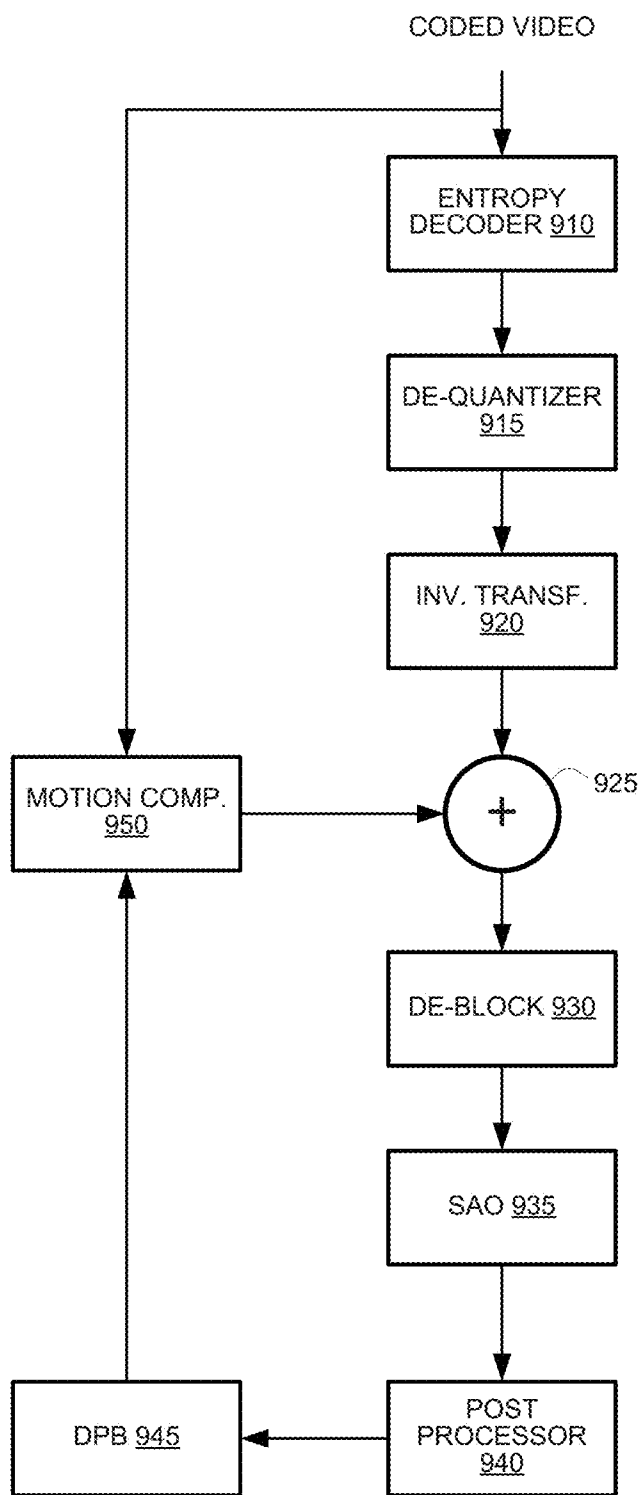 CODED VIDEO
ENTROPY
DECODER 910
DE-QUANTIZER
915
INV. TRANSF.
920
MOTION COMP.
950
+
925
DE-BLOCK 930
SAO 935
DPB 945
POST
PROCESSOR
940